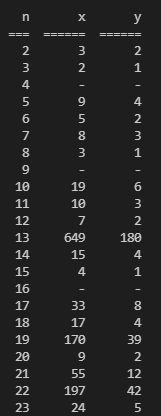 n x y
=== ====== ======
2 3 2
3 2 1
4 - -
5 9 4
6 5 2
7 8 3
8 3 1
9 - -
10 19 6
11 10 3
12 7 2
13 649 180
14 15 4
15 4 1
16 - -
17 33 8
18 17 4
19 170 39
20 9 2
21 55 12
22 197 42
23 24 5